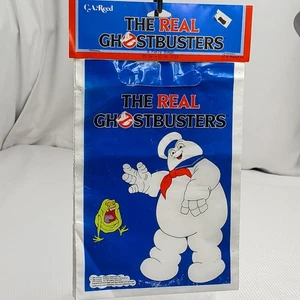 C.A. Reed
THE REAL
GHOSTBUSTERS
THE REAL
GHOSTBUSTERS